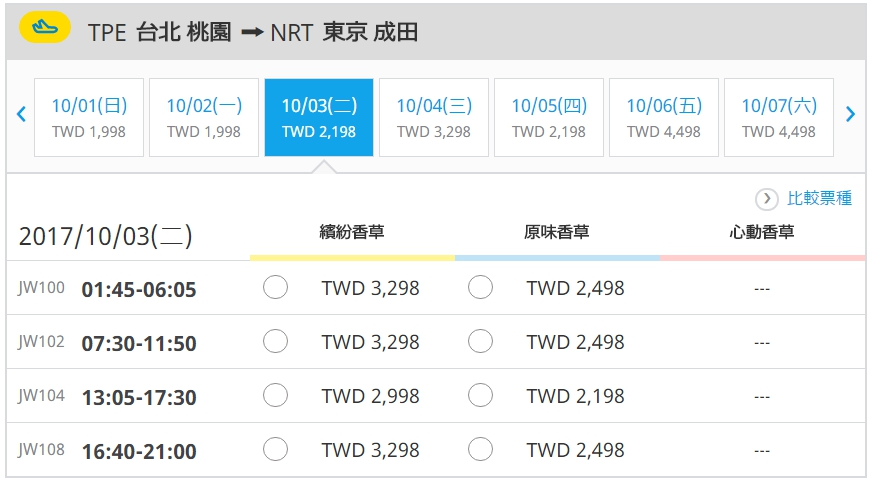 TPE 台北 桃園 ➞ NRT 東京 成田
10/01(日) 10/02(一) 10/03(二) 10/04(三) 10/05(四) 10/06(五) 10/07(六)
TWD 1,998 TWD 1,998 TWD 2,198 TWD 3,298 TWD 2,198 TWD 4,498 TWD 4,498
比較票種
2017/10/03(二) 繽紛香草 原味香草 心動香草
JW100 01:45-06:05 TWD 3,298 TWD 2,498 ---
JW102 07:30-11:50 TWD 3,298 TWD 2,498 ---
JW104 13:05-17:30 TWD 2,998 TWD 2,198 ---
JW108 16:40-21:00 TWD 3,298 TWD 2,498 ---